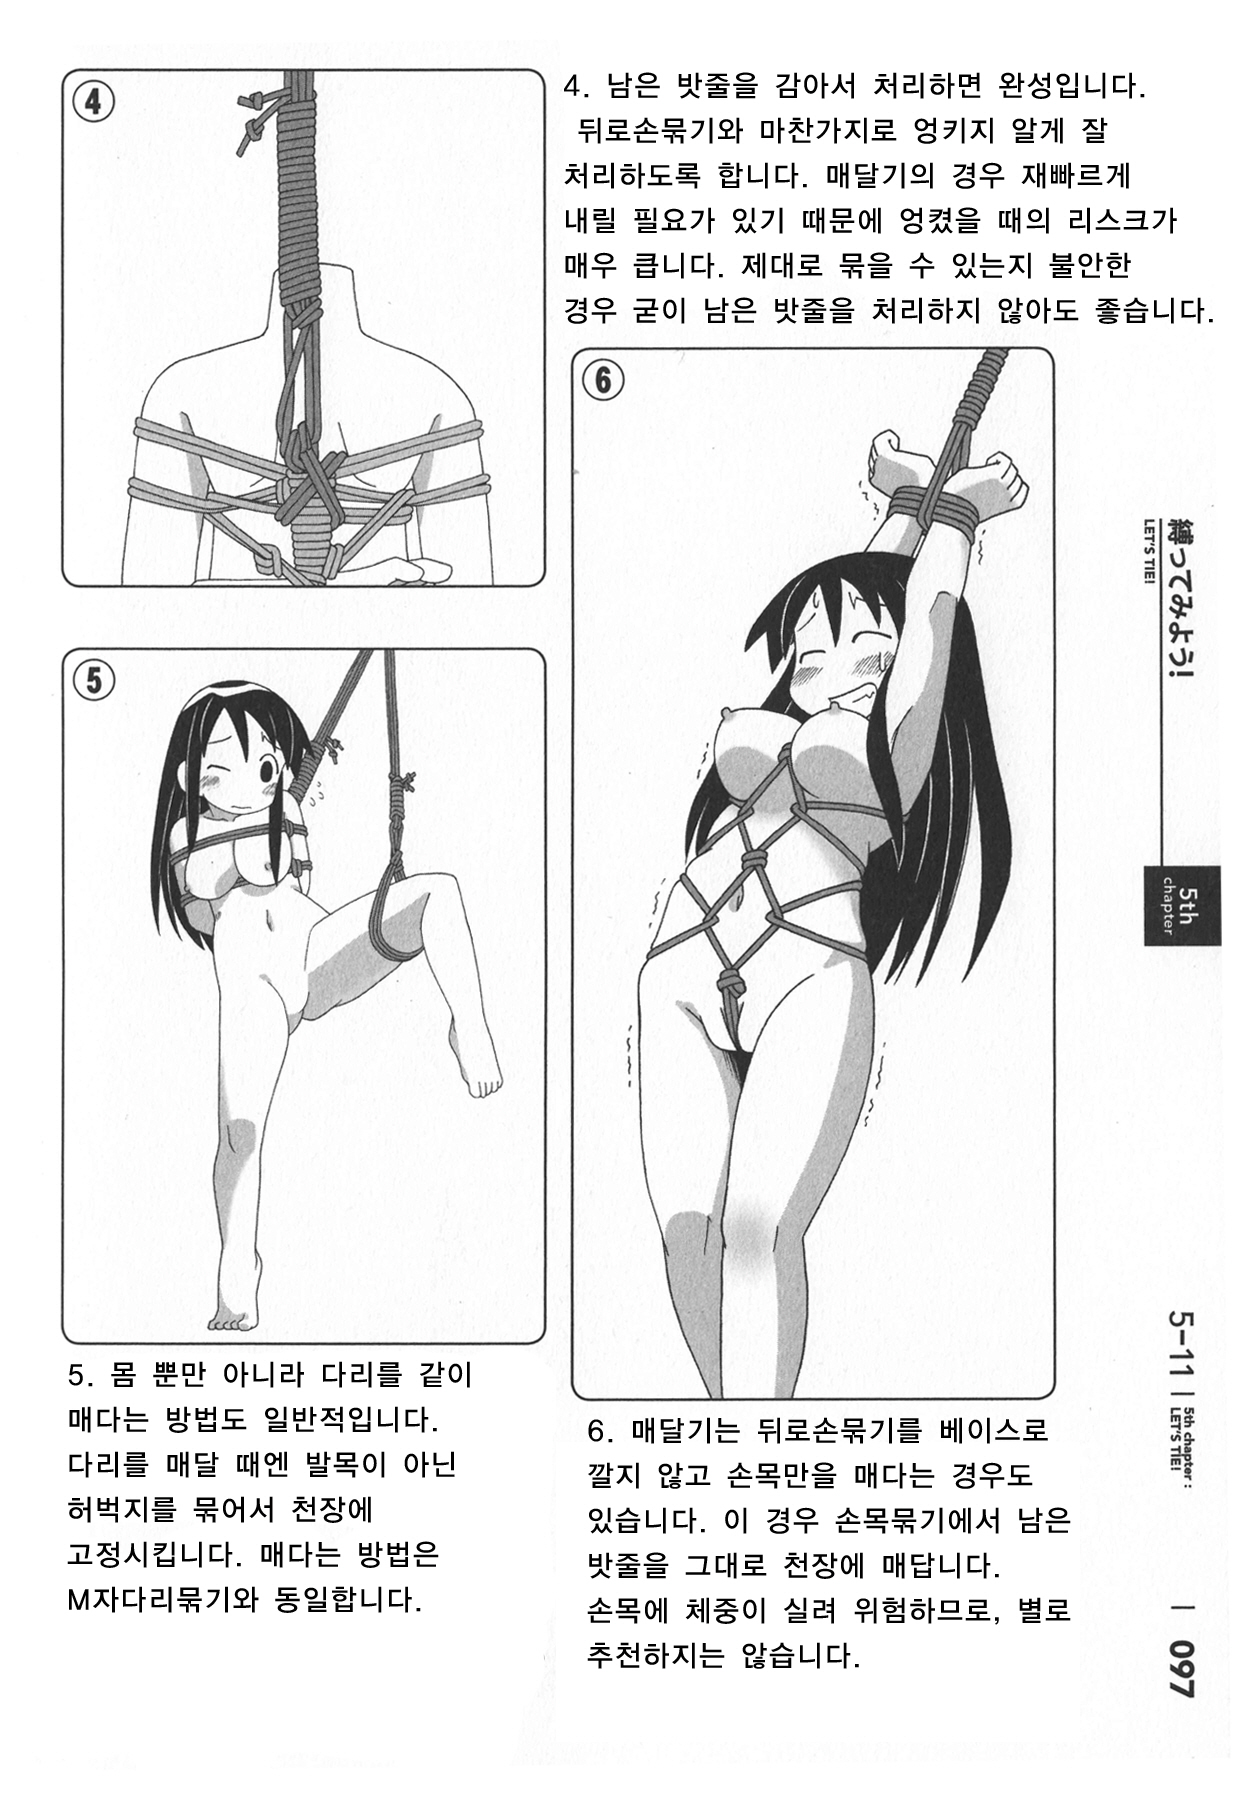 4
4. 남은 밧줄을 감아서 처리하면 완성입니다.
뒤로손묶기와 마찬가지로 엉키지 알게 잘
처리하도록 합니다. 매달기의 경우 재빠르게
내릴 필요가 있기 때문에 엉켰을 때의 리스크가
매우 큽니다. 제대로 묶을 수 있는지 불안한
경우 굳이 남은 밧줄을 처리하지 않아도 좋습니다.
5
5. 몸 뿐만 아니라 다리를 같이
매다는 방법도 일반적입니다.
다리를 매달 때엔 발목이 아닌
허벅지를 묶어서 천장에
고정시킵니다. 매다는 방법은
M자다리묶기와 동일합니다.
6
6. 매달기는 뒤로손묶기를 베이스로
깔지 않고 손목만을 매다는 경우도
있습니다. 이 경우 손목묶기에서 남은
밧줄을 그대로 천장에 매답니다.
손목에 체중이 실려 위험하므로, 별로
추천하지는 않습니다.
縛ってみよう!
LET'S TIE!
5th
chapter
5-11
5th chapter:
LET'S TIE!
097